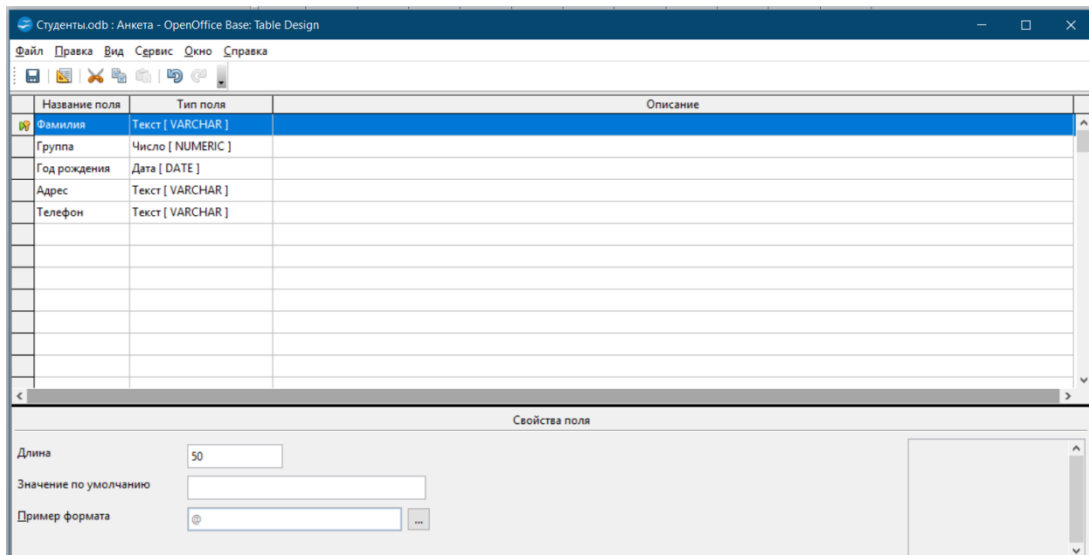 Студенты.odb : Анкета - OpenOffice Base: Table Design
Файл Правка Вид Сервис Окно Справка
Название поля Тип поля Описание
Фамилия Текст [ VARCHAR ]
Группа Число [ NUMERIC ]
Год рождения Дата [ DATE ]
Адрес Текст [ VARCHAR ]
Телефон Текст [ VARCHAR ]
Свойства поля
Длина 50
Значение по умолчанию
Пример формата @ ...